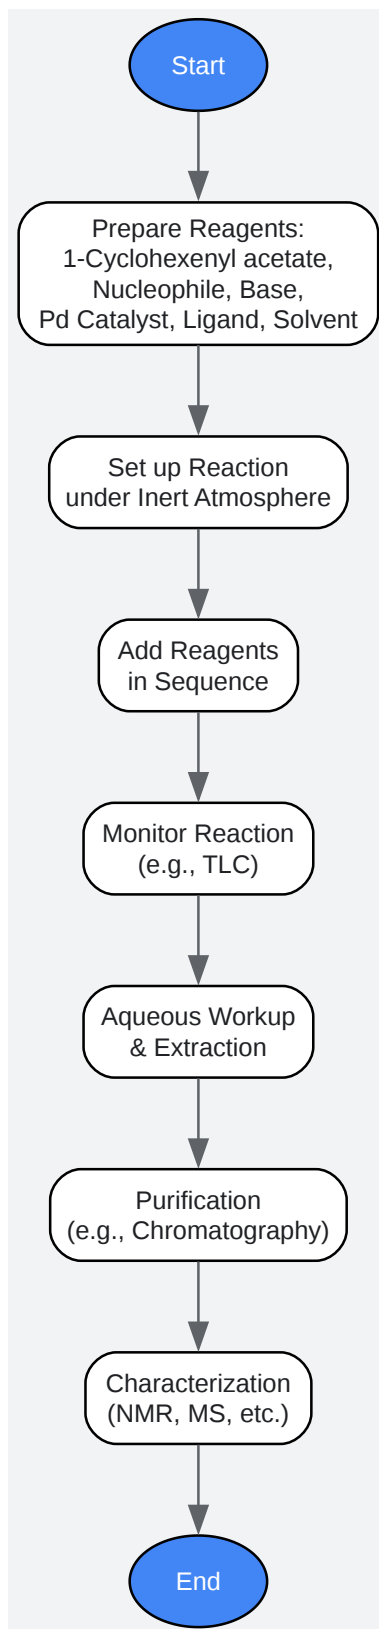 Start
Prepare Reagents:
1-Cyclohexenyl acetate,
Nucleophile, Base,
Pd Catalyst, Ligand, Solvent
Set up Reaction
under Inert Atmosphere
Add Reagents
in Sequence
Monitor Reaction
(e.g., TLC)
Aqueous Workup
& Extraction
Purification
(e.g., Chromatography)
Characterization
(NMR, MS, etc.)
End